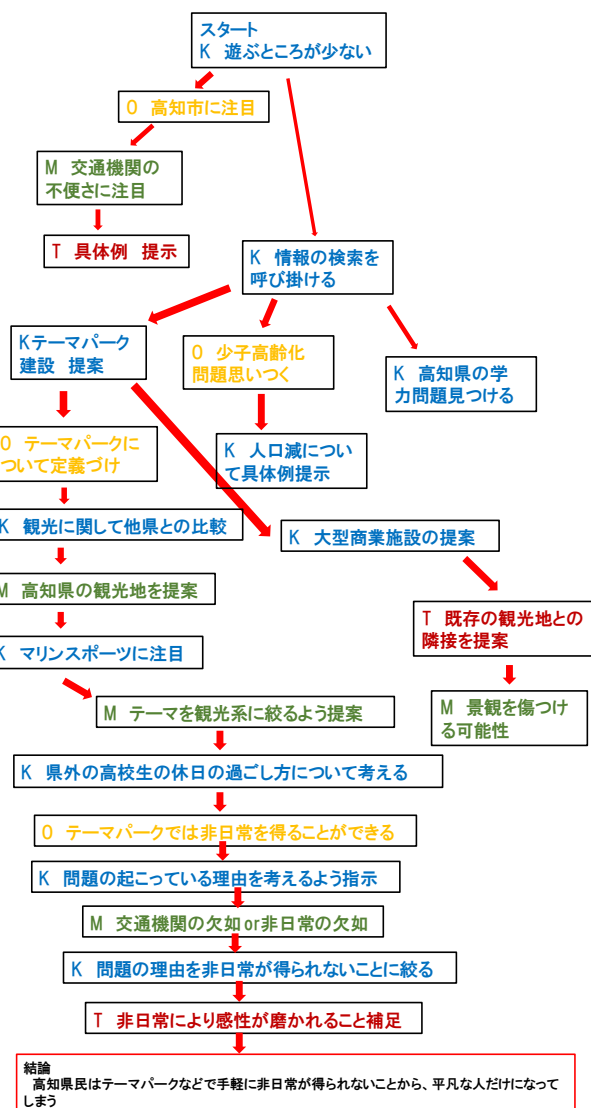 スタート
K 遊ぶところが少ない
O 高知市に注目
M 交通機関の
不便さに注目
T 具体例 提示
K 情報の検索を
呼び掛ける
Kテーマパーク
建設 提案
O 少子高齢化
問題思いつく
K 高知県の学
力問題見つける
O テーマパークに
ついて定義づけ
K 人口減につい
て具体例提示
K 観光に関して他県との比較
K 大型商業施設の提案
M 高知県の観光地を提案
T 既存の観光地との
隣接を提案
K マリンスポーツに注目
M テーマを観光系に絞るよう提案
M 景観を傷つけ
る可能性
K 県外の高校生の休日の過ごし方について考える
O テーマパークでは非日常を得ることができる
K 問題の起こっている理由を考えるよう指示
M 交通機関の欠如or非日常の欠如
K 問題の理由を非日常が得られないことに絞る
T 非日常により感性が磨かれること補足
結論
高知県民はテーマパークなどで手軽に非日常が得られないことから、平凡な人だけになって
しまう